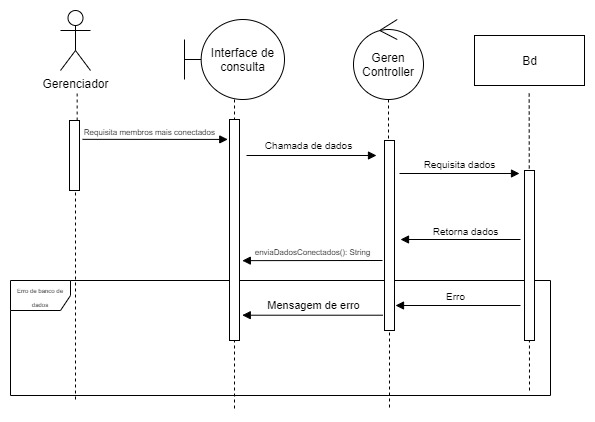 Gerenciador
Interface de
consulta
Geren
Controller
Bd
Requisita membros mais conectados
Chamada de dados
Requisita dados
Retorna dados
enviaDadosConectados(): String
Erro de banco de
dados
Erro
Mensagem de erro